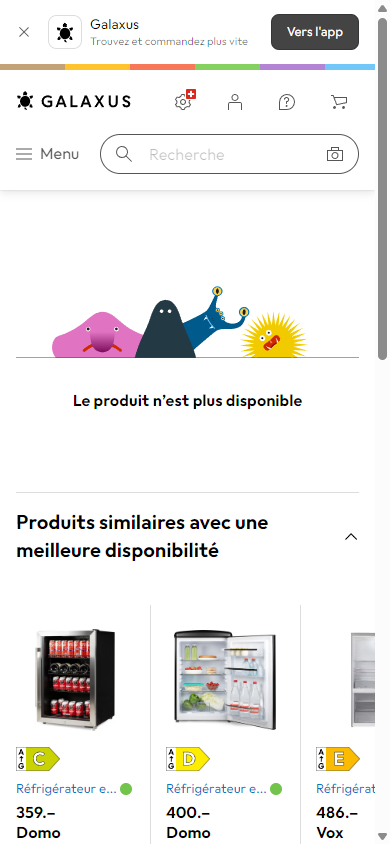 Galaxus
Trouvez et commandez plus vite
Vers l'app
GALAXUS
Menu
Recherche
Le produit n'est plus disponible
Produits similaires avec une
meilleure disponibilité
A
G
C
A
G
D
A
G
E
Réfrigérateur e...
Réfrigérateur e...
Réfrigérat
359.–
400.–
486.–
Domo
Domo
Vox